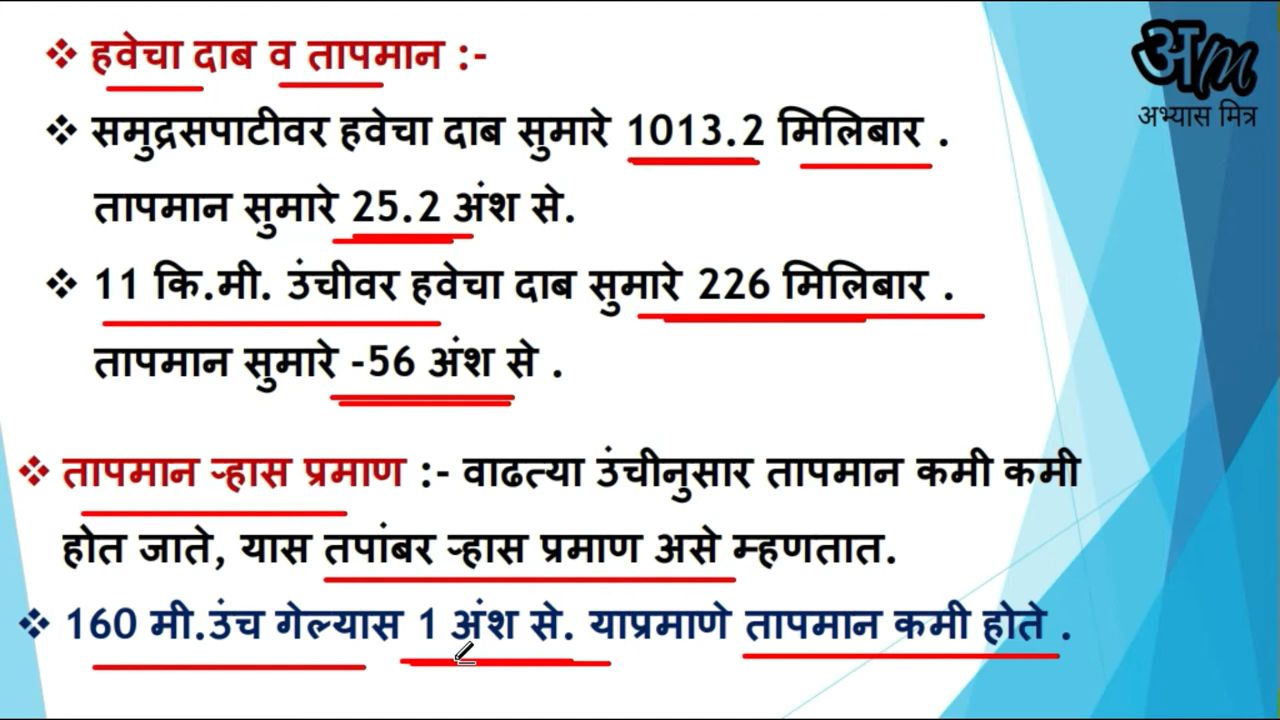 ❖ हवेचा दाब व तापमान :-
❖ समुद्रसपाटीवर हवेचा दाब सुमारे 1013.2 मिलिबार .
तापमान सुमारे 25.2 अंश से.
❖ 11 कि.मी. उंचीवर हवेचा दाब सुमारे 226 मिलिबार .
तापमान सुमारे -56 अंश से .
❖ तापमान ऱ्हास प्रमाण :- वाढत्या उंचीनुसार तापमान कमी कमी
होत जाते, यास तपांबर ऱ्हास प्रमाण असे म्हणतात.
❖ 160 मी.उंच गेल्यास 1 अंश से. याप्रमाणे तापमान कमी होते .
अm
अभ्यास मित्र